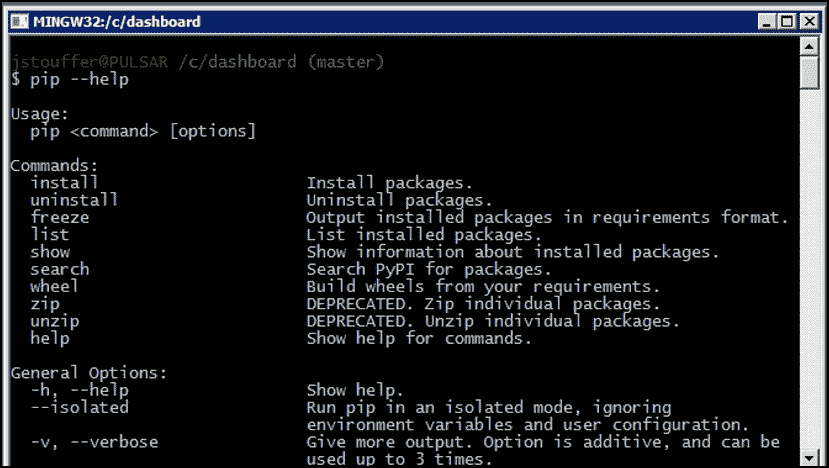 MINGW32:/c/dashboard
jstouffer@PULSAR /c/dashboard (master)
$ pip --help
Usage:
pip <command> [options]
Commands:
install Install packages.
uninstall Uninstall packages.
freeze Output installed packages in requirements format.
list List installed packages.
show Show information about installed packages.
search Search PyPI for packages.
wheel Build wheels from your requirements.
zip DEPRECATED. Zip individual packages.
unzip DEPRECATED. Unzip individual packages.
help Show help for commands.
General Options:
-h, --help Show help.
--isolated Run pip in an isolated mode, ignoring
environment variables and user configuration.
-v, --verbose Give more output. Option is additive, and can be
used up to 3 times.